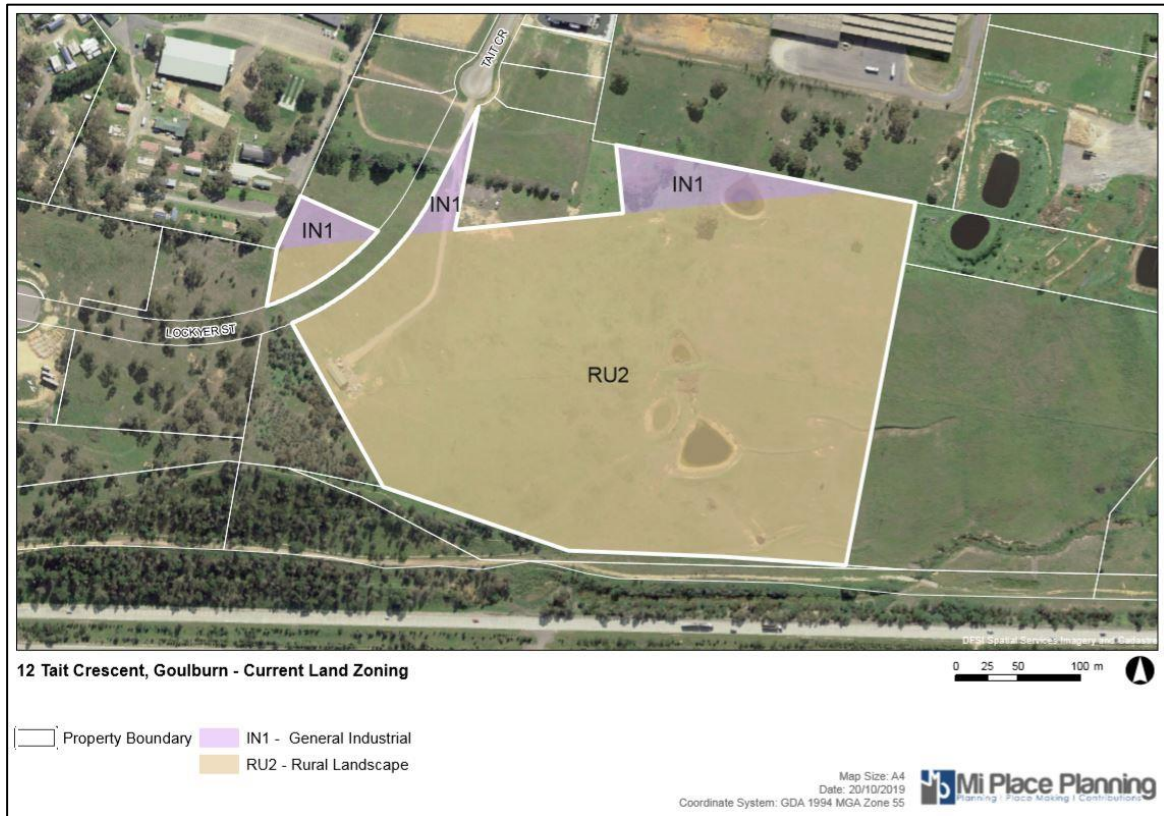 TAIT CR
IN1
IN1
IN1
LOCKYER ST
RU2
DFSI Spatial Services Imagery and Cadastre
12 Tait Crescent, Goulburn - Current Land Zoning
0 25 50 100 m
Property Boundary
IN1 - General Industrial
RU2 - Rural Landscape
Map Size: A4
Date: 20/10/2019
Coordinate System: GDA 1994 MGA Zone 55
Mi Place Planning
Planning | Place Making | Contributions